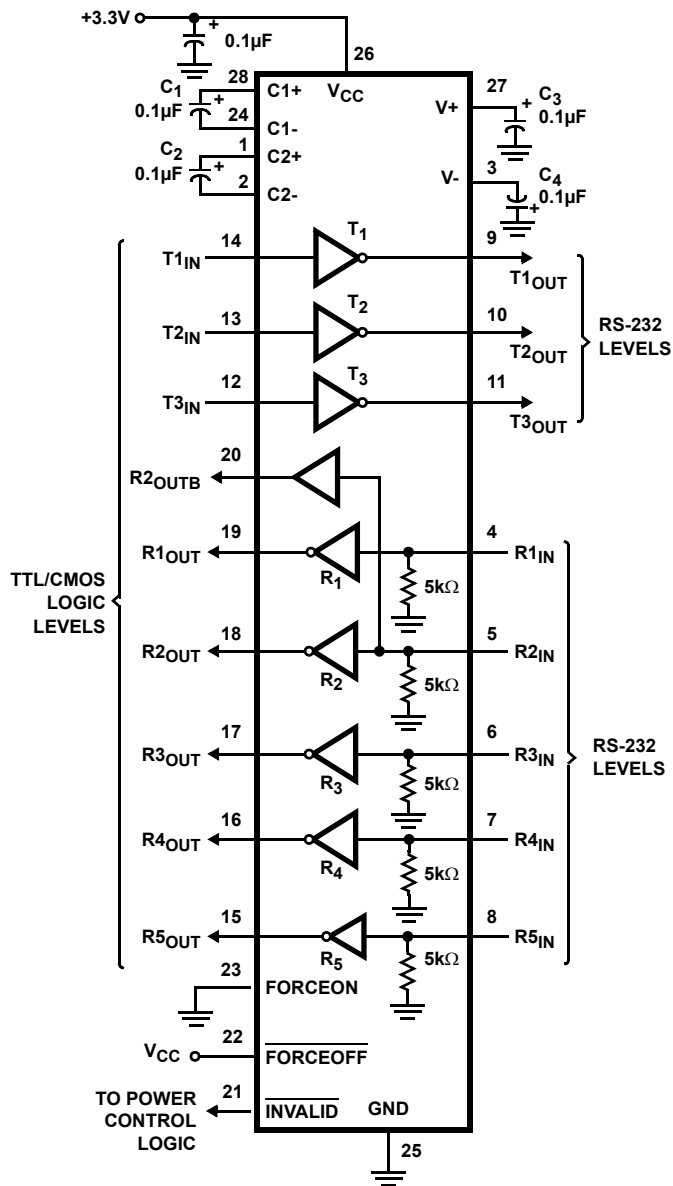 +3.3V
0.1µF
26
28
C1+
VCC
27
C1
0.1µF
V+
C3
0.1µF
24
C1-
1
C2+
C2
0.1µF
3
V-
C4
0.1µF
2
C2-
T1
14
9
T1IN
T1OUT
T2
13
10
T2IN
T2OUT
RS-232
LEVELS
T3
12
11
T3IN
T3OUT
20
R2OUTB
19
4
R1OUT
R1
R1IN
5kΩ
TTL/CMOS
LOGIC
LEVELS
18
5
R2OUT
R2
R2IN
5kΩ
17
6
R3OUT
R3
R3IN
5kΩ
RS-232
LEVELS
16
7
R4OUT
R4
R4IN
5kΩ
15
8
R5OUT
R5
R5IN
5kΩ
23
FORCEON
22
VCC
FORCEOFF
21
TO POWER
CONTROL
LOGIC
INVALID
GND
25